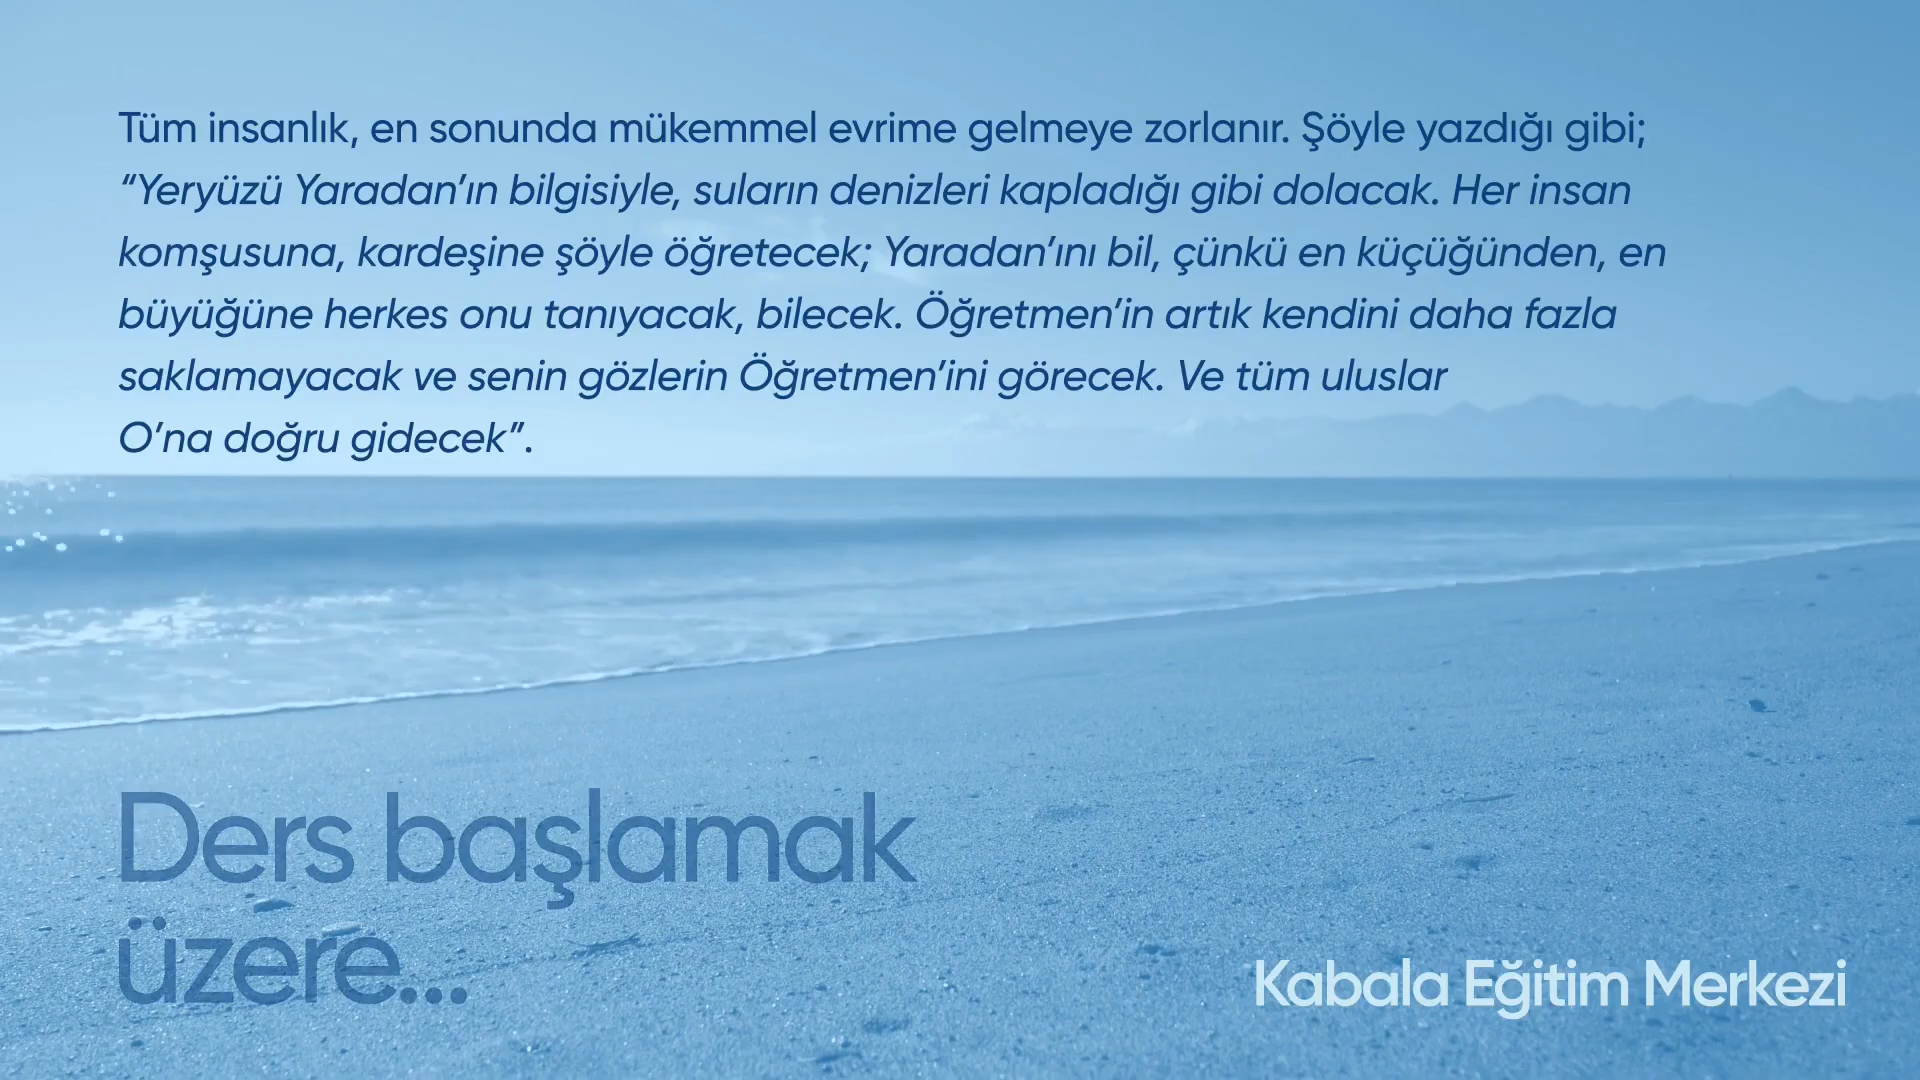 Tüm insanlık, en sonunda mükemmel evrime gelmeye zorlanır. Şöyle yazdığı gibi;
“Yeryüzü Yaradan’ın bilgisiyle, suların denizleri kapladığı gibi dolacak. Her insan
komşusuna, kardeşine şöyle öğretecek; Yaradan’ını bil, çünkü en küçüğünden, en
büyüğüne herkes onu tanıyacak, bilecek. Öğretmen’in artık kendini daha fazla
saklamayacak ve senin gözlerin Öğretmen’ini görecek. Ve tüm uluslar
O’na doğru gidecek”.
Ders başlamak
üzere...
Kabala Eğitim Merkezi